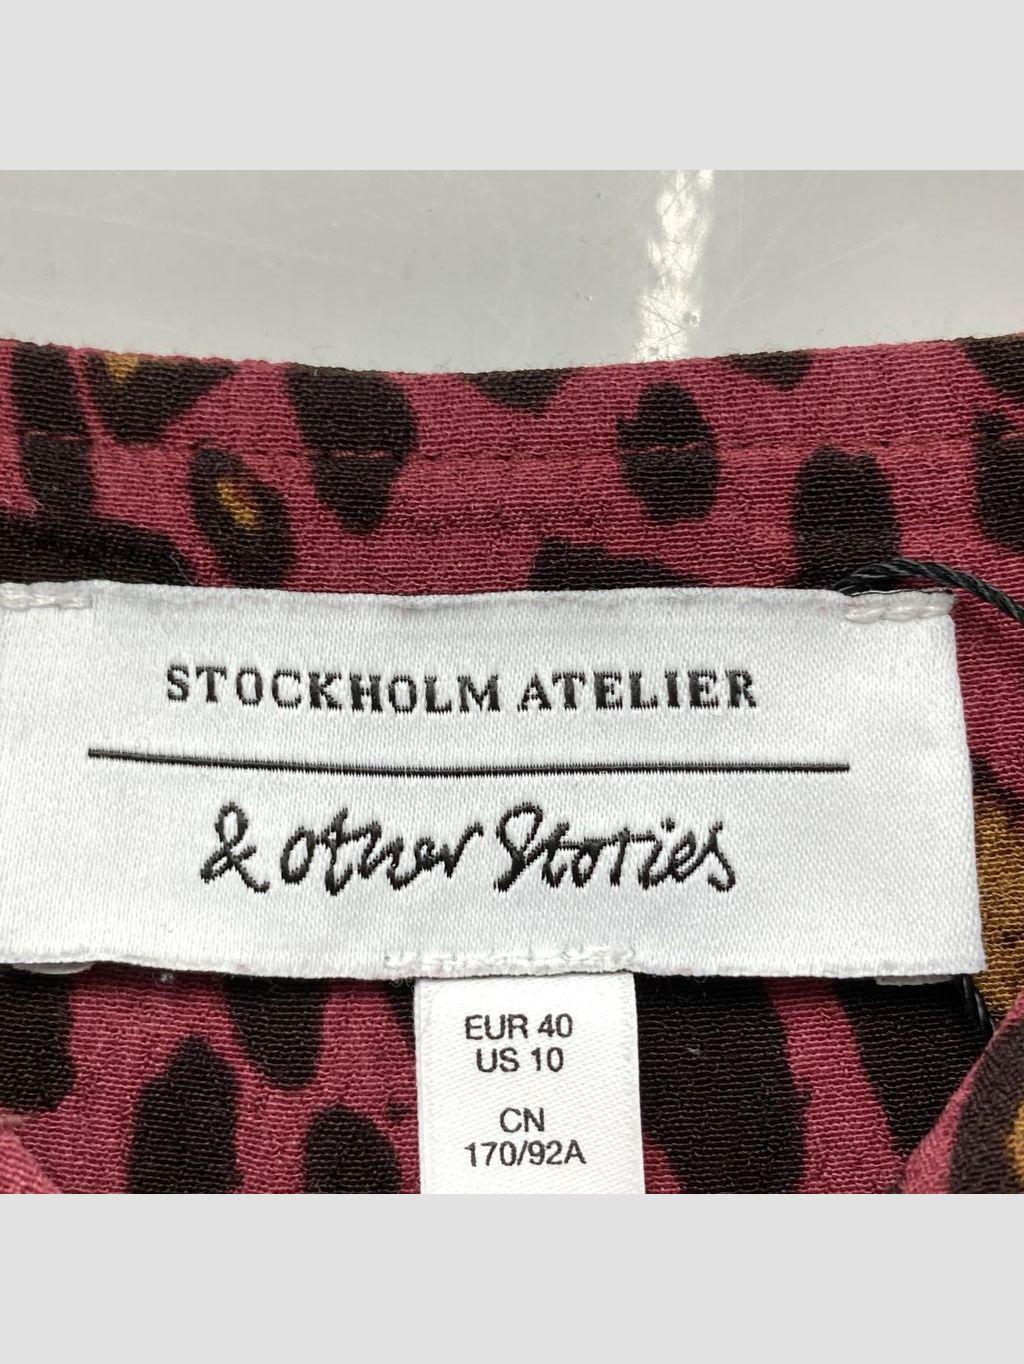 STOCKHOLM ATELIER
& other Stories
EUR 40
US 10
CN
170/92A